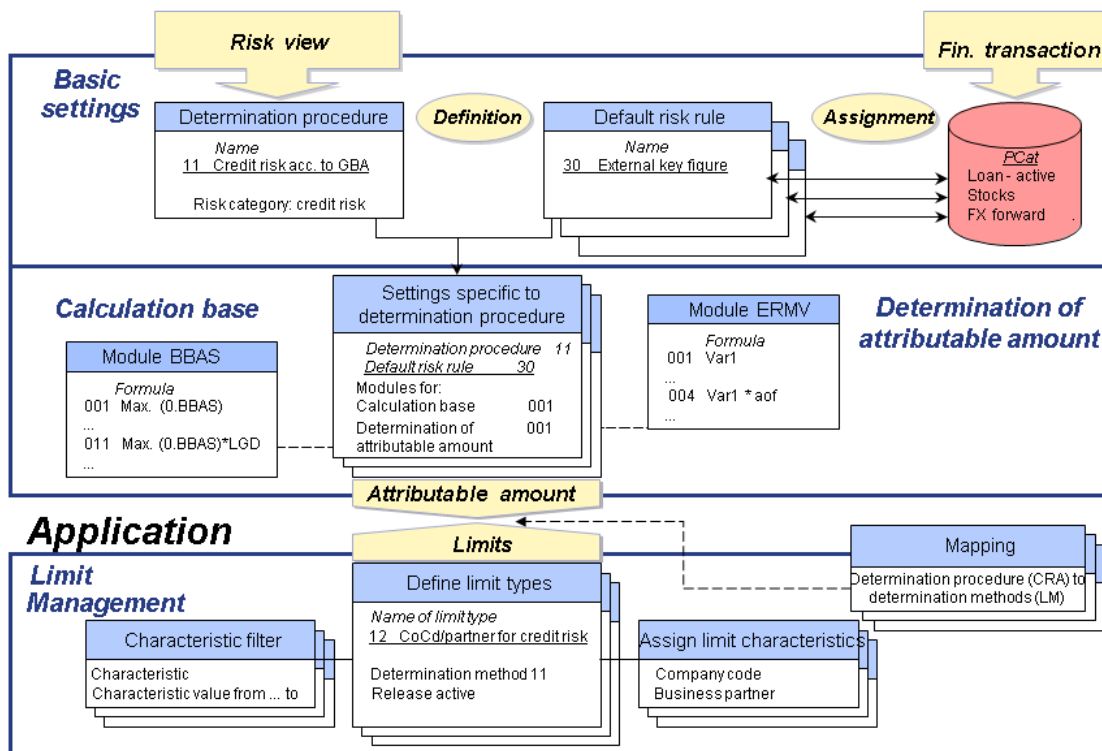 Risk view
Fin. transaction
Basic
settings
Determination procedure
Name
11 Credit risk acc. to GBA
Risk category: credit risk
Definition
Default risk rule
Name
30 External key figure
Assignment
PCat
Loan - active
Stocks
FX forward .
Calculation base
Settings specific to
determination procedure
Determination procedure 11
Default risk rule 30
Modules for:
Calculation base 001
Determination of 001
attributable amount
Determination of
attributable amount
Module BBAS
Formula
001 Max. (0.BBAS)
...
011 Max. (0.BBAS)*LGD
...
Module ERMV
Formula
001 Var1
...
004 Var1 * aof
...
Attributable amount
Application
Limits
Limit
Management
Mapping
Determination procedure (CRA) to
determination methods (LM)
Characteristic filter
Characteristic
Characteristic value from ... to
Define limit types
Name of limit type
12 CoCd/partner for credit risk
Determination method 11
Release active
Assign limit characteristics
Company code
Business partner